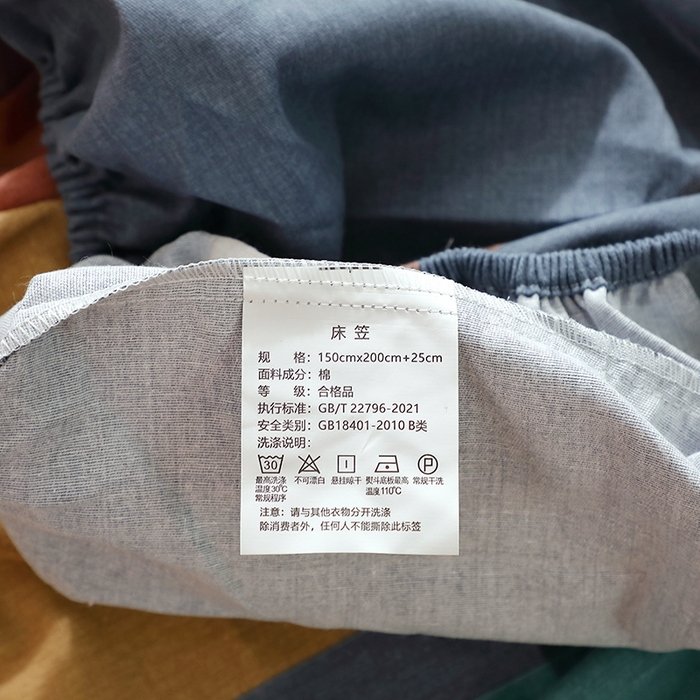 床笠
规格：150cmx200cm+25cm
面料成分：棉
等级：合格品
执行标准：GB/T 22796-2021
安全类别：GB18401-2010 B类
洗涤说明：
30 P
最高洗涤温度30℃常规程序 不可漂白 悬挂晾干 熨斗底板最高温度110℃ 常规干洗
注意：请与其他衣物分开洗涤
除消费者外，任何人不能撕除此标签